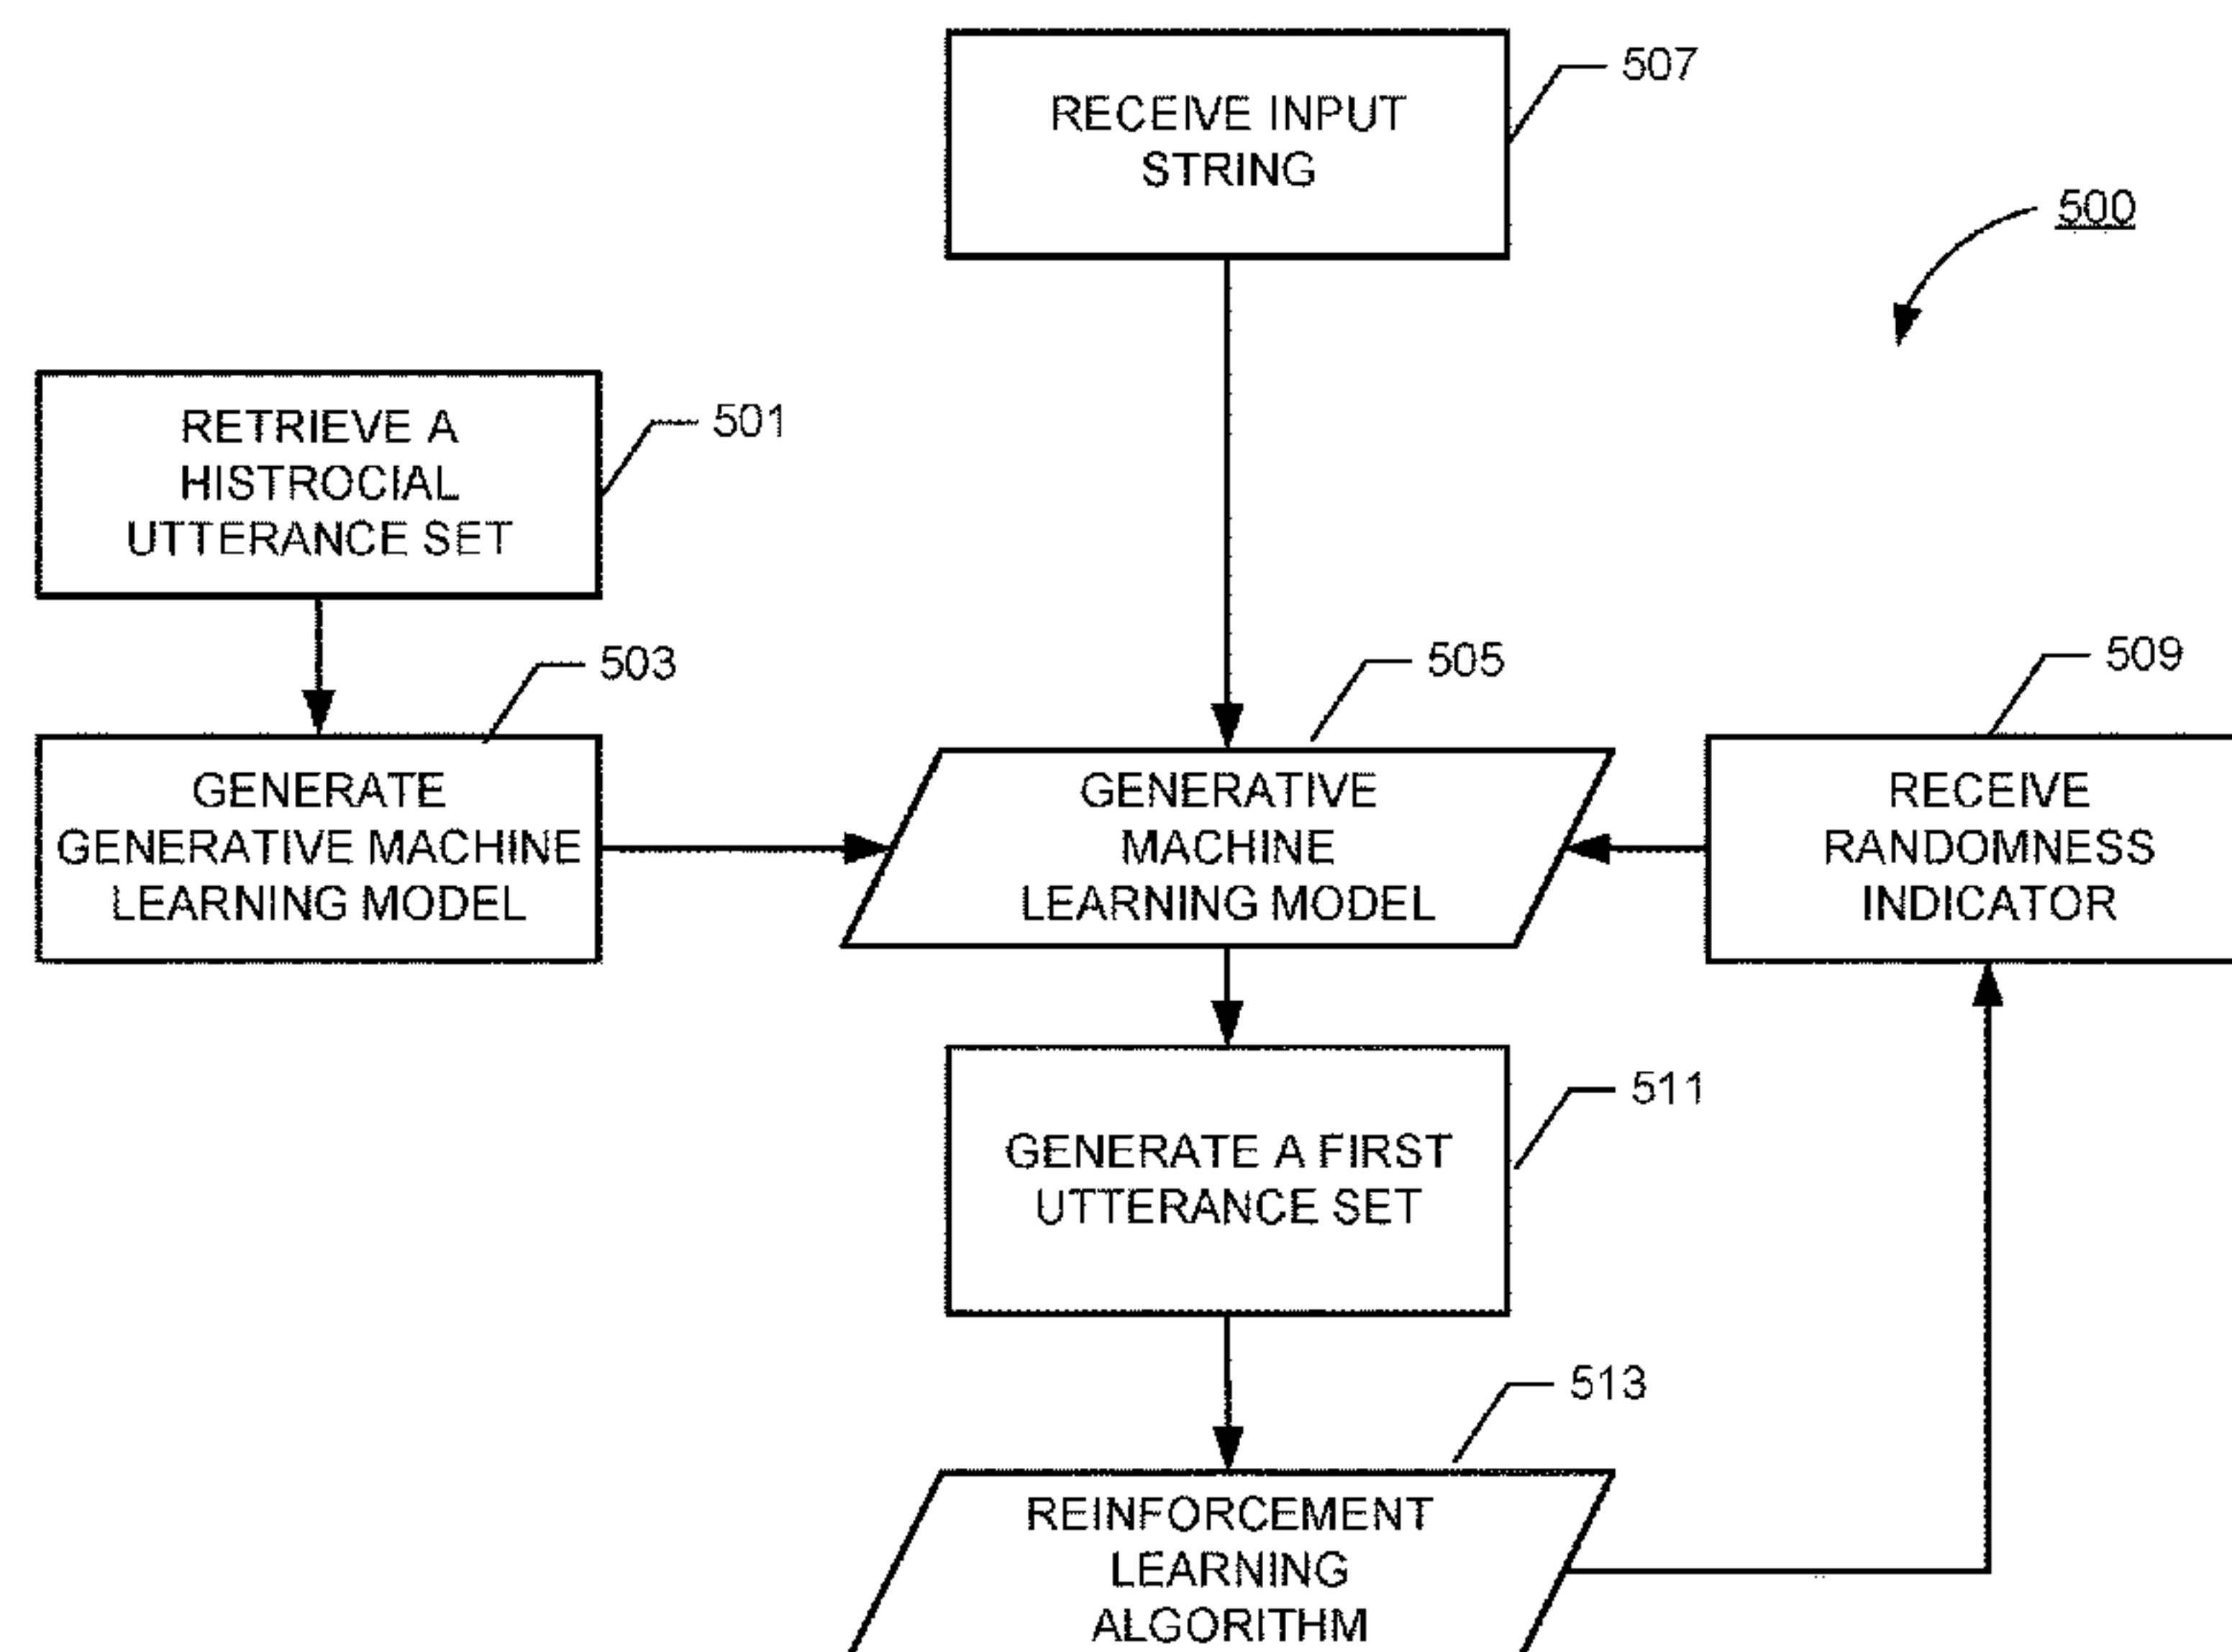 RECEIVE INPUT
STRING
507
500
RETRIEVE A
HISTROCIAL
UTTERANCE SET
501
503
505
509
GENERATE
GENERATIVE MACHINE
LEARNING MODEL
GENERATIVE
MACHINE
LEARNING MODEL
RECEIVE
RANDOMNESS
INDICATOR
GENERATE A FIRST
UTTERANCE SET
511
513
REINFORCEMENT
LEARNING
ALGORITHM